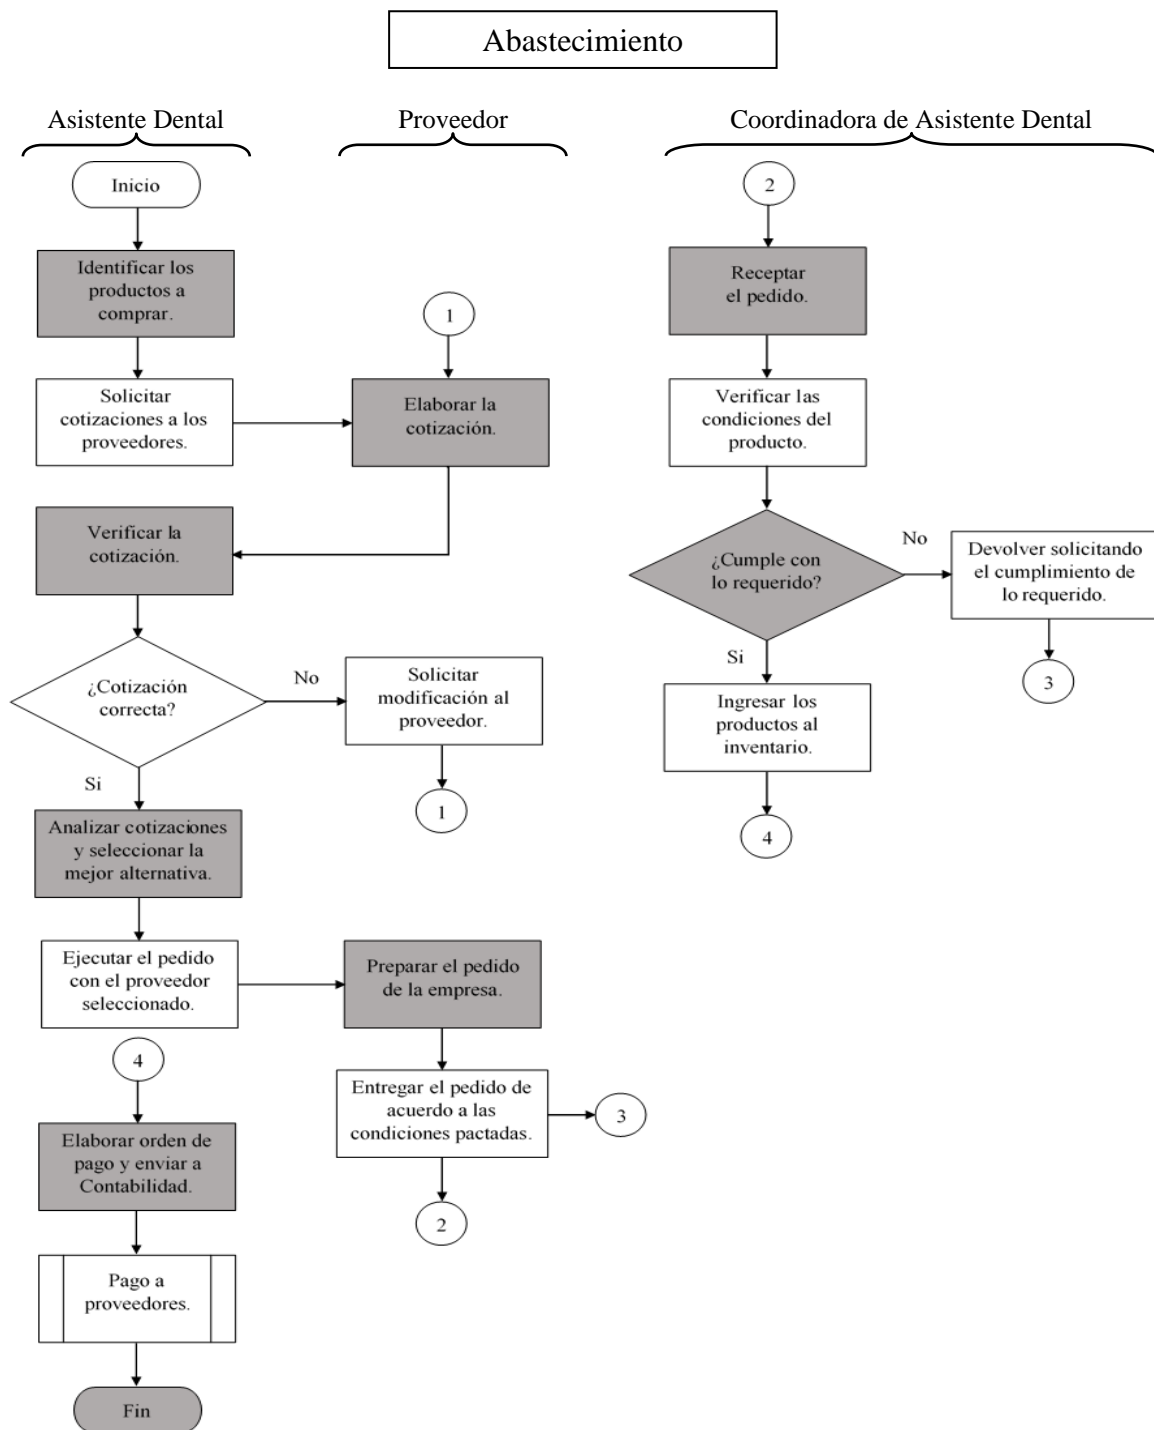 Abastecimiento
Asistente Dental
Proveedor
Coordinadora de Asistente Dental
Inicio
Identificar los
productos a
comprar.
Solicitar
cotizaciones a los
proveedores.
1
Elaborar la
cotización.
Verificar la
cotización.
¿Cotización
correcta?
No
Solicitar
modificación al
proveedor.
1
Si
Analizar cotizaciones
y seleccionar la
mejor alternativa.
Ejecutar el pedido
con el proveedor
seleccionado.
Preparar el pedido
de la empresa.
Entregar el pedido de
acuerdo a las
condiciones pactadas.
3
2
4
Elaborar orden de
pago y enviar a
Contabilidad.
Pago a
proveedores.
Fin
2
Receptar
el pedido.
Verificar las
condiciones del
producto.
¿Cumple con
lo requerido?
No
Devolver solicitando
el cumplimiento de
lo requerido.
3
Si
Ingresar los
productos al
inventario.
4